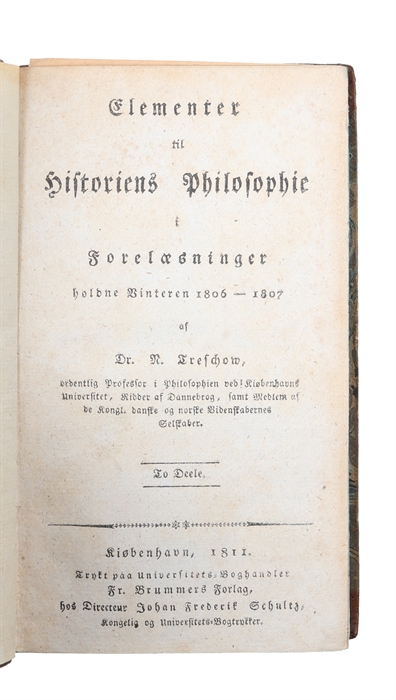 Elementer
til
Historiens Philosophie
i
Forelæsninger
holdne Vinteren 1806 — 1807
af
Dr. N. Treschow,
ordentlig Professor i Philosophien ved Kiøbenhavns
Universitet, Ridder af Dannebrog, samt Medlem af
de Kongl. danske og norske Videnskabernes
Selskaber.
To Deele.
Kiøbenhavn, 1811.
Trykt paa Universitets-Boghandler
Fr. Brummers Forlag,
hos Directeur Johan Frederik Schultz,
Kongelig og Universitets-Bogtrykker.